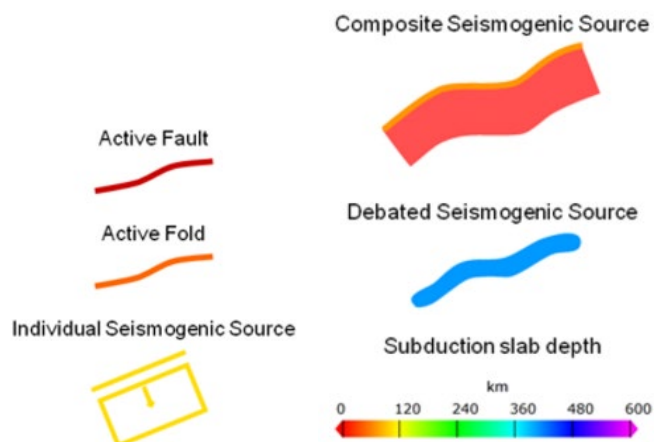 Composite Seismogenic Source
Active Fault
Debated Seismogenic Source
Active Fold
Individual Seismogenic Source
Subduction slab depth
km
0 120 240 360 480 600